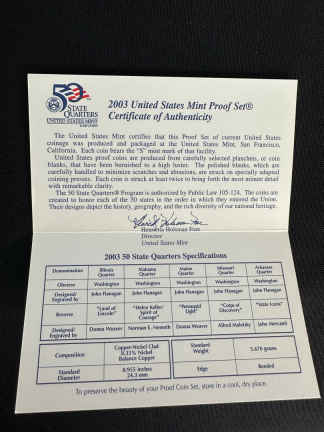 50
STATE
QUARTERS
UNITED STATES MINT
2003 United States Mint Proof Set®
Certificate of Authenticity
The United States Mint certifies that this Proof Set of current United States
coinage was produced and packaged at the United States Mint, San Francisco,
California. Each coin bears the "S" mint mark of that facility.
United States proof coins are produced from carefully selected planchets, or coin
blanks, that have been burnished to a high luster. The polished blanks, which are
carefully handled to minimize scratches and abrasions, are struck on specially adapted
coining presses. Each coin is struck at least twice to bring forth the most minute detail
with remarkable clarity.
The 50 State Quarters® Program is authorized by Public Law 105-124. The coins are
created to honor each of the 50 states in the order in which they entered the Union.
Their designs depict the history, geography, and the rich diversity of our national heritage.
Henrietta Holsman Fore
Director
United States Mint
2003 50 State Quarters Specifications
Denomination Illinois Quarter Alabama Quarter Maine Quarter Missouri Quarter Arkansas Quarter
Obverse Washington Washington Washington Washington Washington
Designed/ Engraved by John Flanagan John Flanagan John Flanagan John Flanagan John Flanagan
Reverse "Land of Lincoln" "Helen Keller/ Spirit of Courage" "Pemaquid Light" "Corps of Discovery" "State Icons"
Designed/ Engraved by Donna Weaver Norman E. Nemeth Donna Weaver Alfred Maletsky John Mercanti
Composition Copper-Nickel Clad 8.33% Nickel Balance Copper Standard Weight 5.670 grams
Standard Diameter 0.955 inches 24.3 mm Edge Reeded
To preserve the beauty of your Proof Coin Set, store in a cool, dry place.